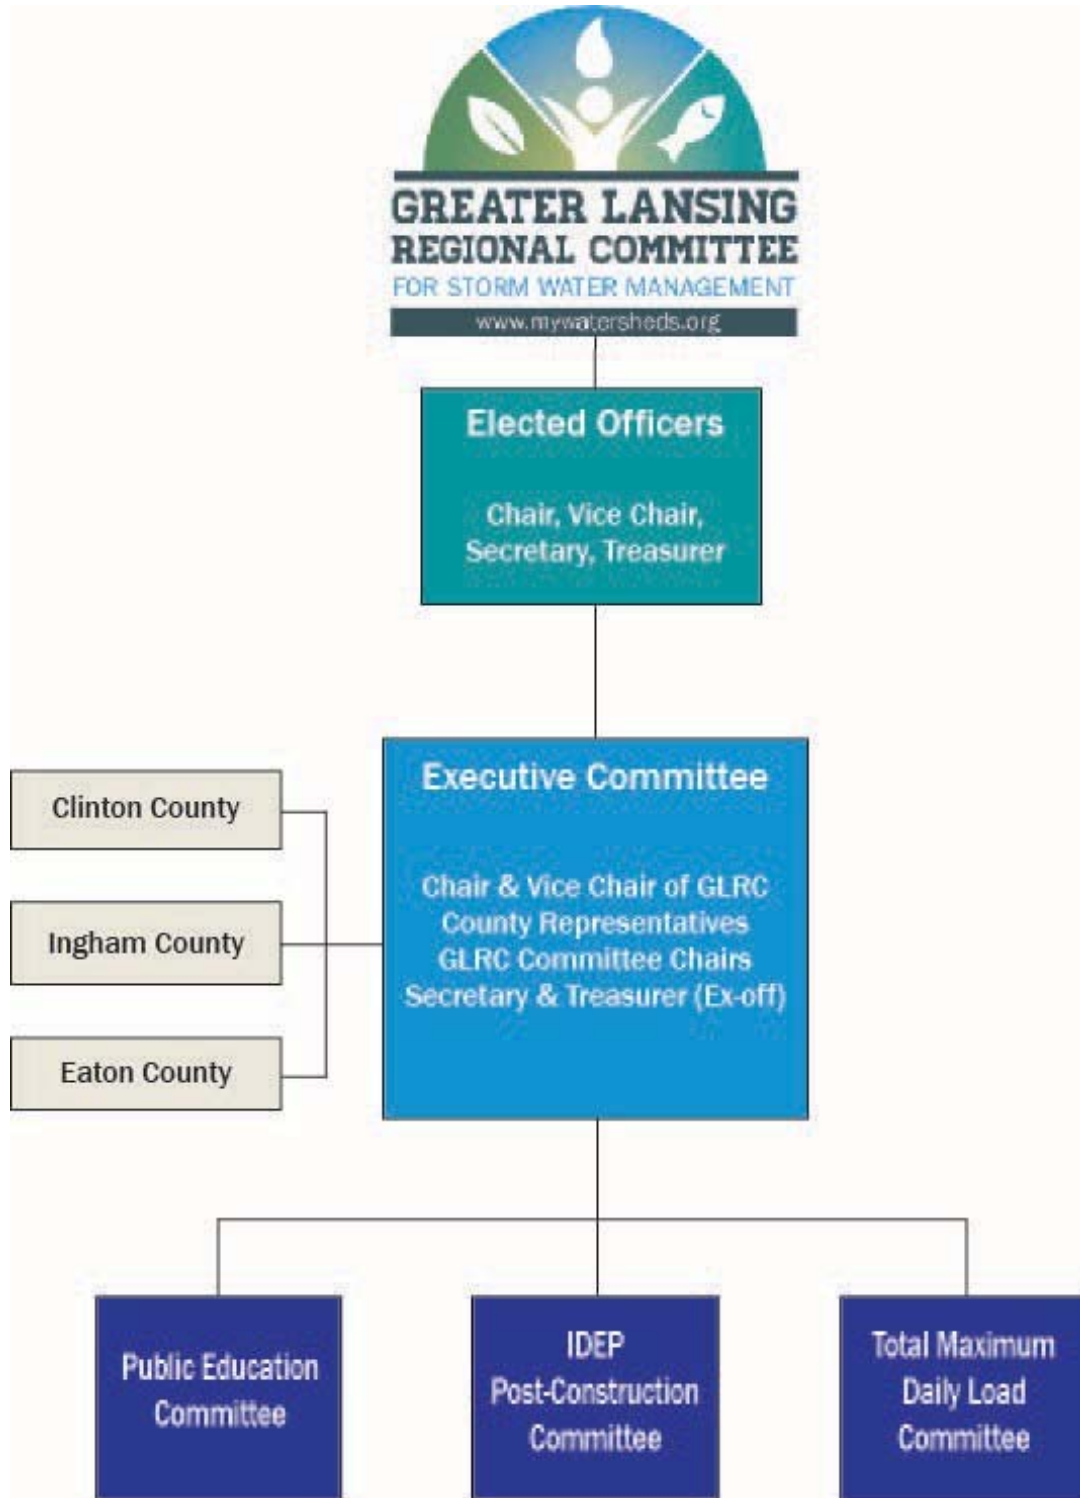 GREATER LANSING
REGIONAL COMMITTEE
FOR STORM WATER MANAGEMENT
www.mywatersheds.org
Elected Officers
Chair, Vice Chair,
Secretary, Treasurer
Executive Committee
Chair & Vice Chair of GLRC
County Representatives
GLRC Committee Chairs
Secretary & Treasurer (Ex-off)
Clinton County
Ingham County
Eaton County
Public Education
Committee
IDEP
Post-Construction
Committee
Total Maximum
Daily Load
Committee